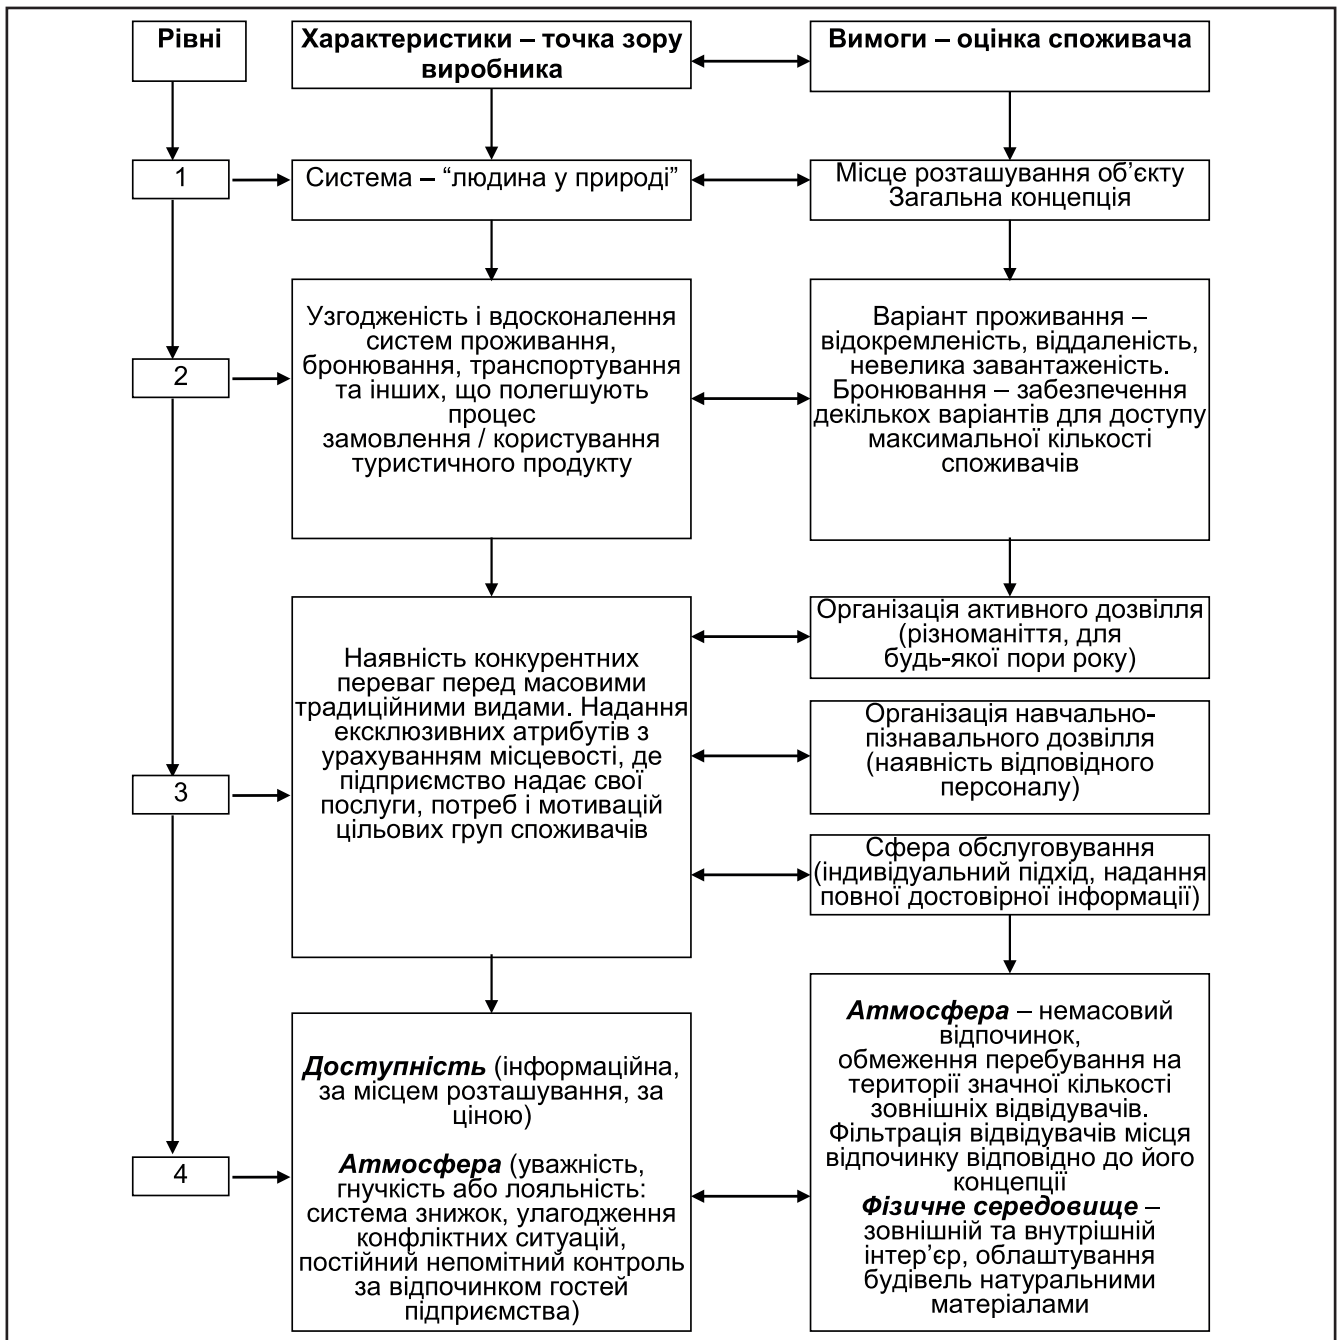 Рівні
Характеристики – точка зору
виробника
Вимоги – оцінка споживача
1
Система – “людина у природі”
Місце розташування об’єкту
Загальна концепція
2
Узгодженість і вдосконалення
систем проживання,
бронювання, транспортування
та інших, що полегшують
процес
замовлення / користування
туристичного продукту
Варіант проживання –
відокремленість, віддаленість,
невелика завантаженість.
Бронювання – забезпечення
декількох варіантів для доступу
максимальної кількості
споживачів
3
Наявність конкурентних
переваг перед масовими
традиційними видами. Надання
ексклюзивних атрибутів з
урахуванням місцевості, де
підприємство надає свої
послуги, потреб і мотивацій
цільових груп споживачів
Організація активного дозвілля
(різноманіття, для
будь-якої пори року)
Організація навчально-
пізнавального дозвілля
(наявність відповідного
персоналу)
Сфера обслуговування
(індивідуальний підхід, надання
повної достовірної інформації)
4
Доступність (інформаційна,
за місцем розташування, за
ціною)
Атмосфера (уважність,
гнучкість або лояльність:
система знижок, улагодження
конфліктних ситуацій,
постійний непомітний контроль
за відпочинком гостей
підприємства)
Атмосфера – немасовий
відпочинок,
обмеження перебування на
території значної кількості
зовнішніх відвідувачів.
Фільтрація відвідувачів місця
відпочинку відповідно до його
концепції
Фізичне середовище –
зовнішній та внутрішній
інтер’єр, облаштування
будівель натуральними
матеріалами